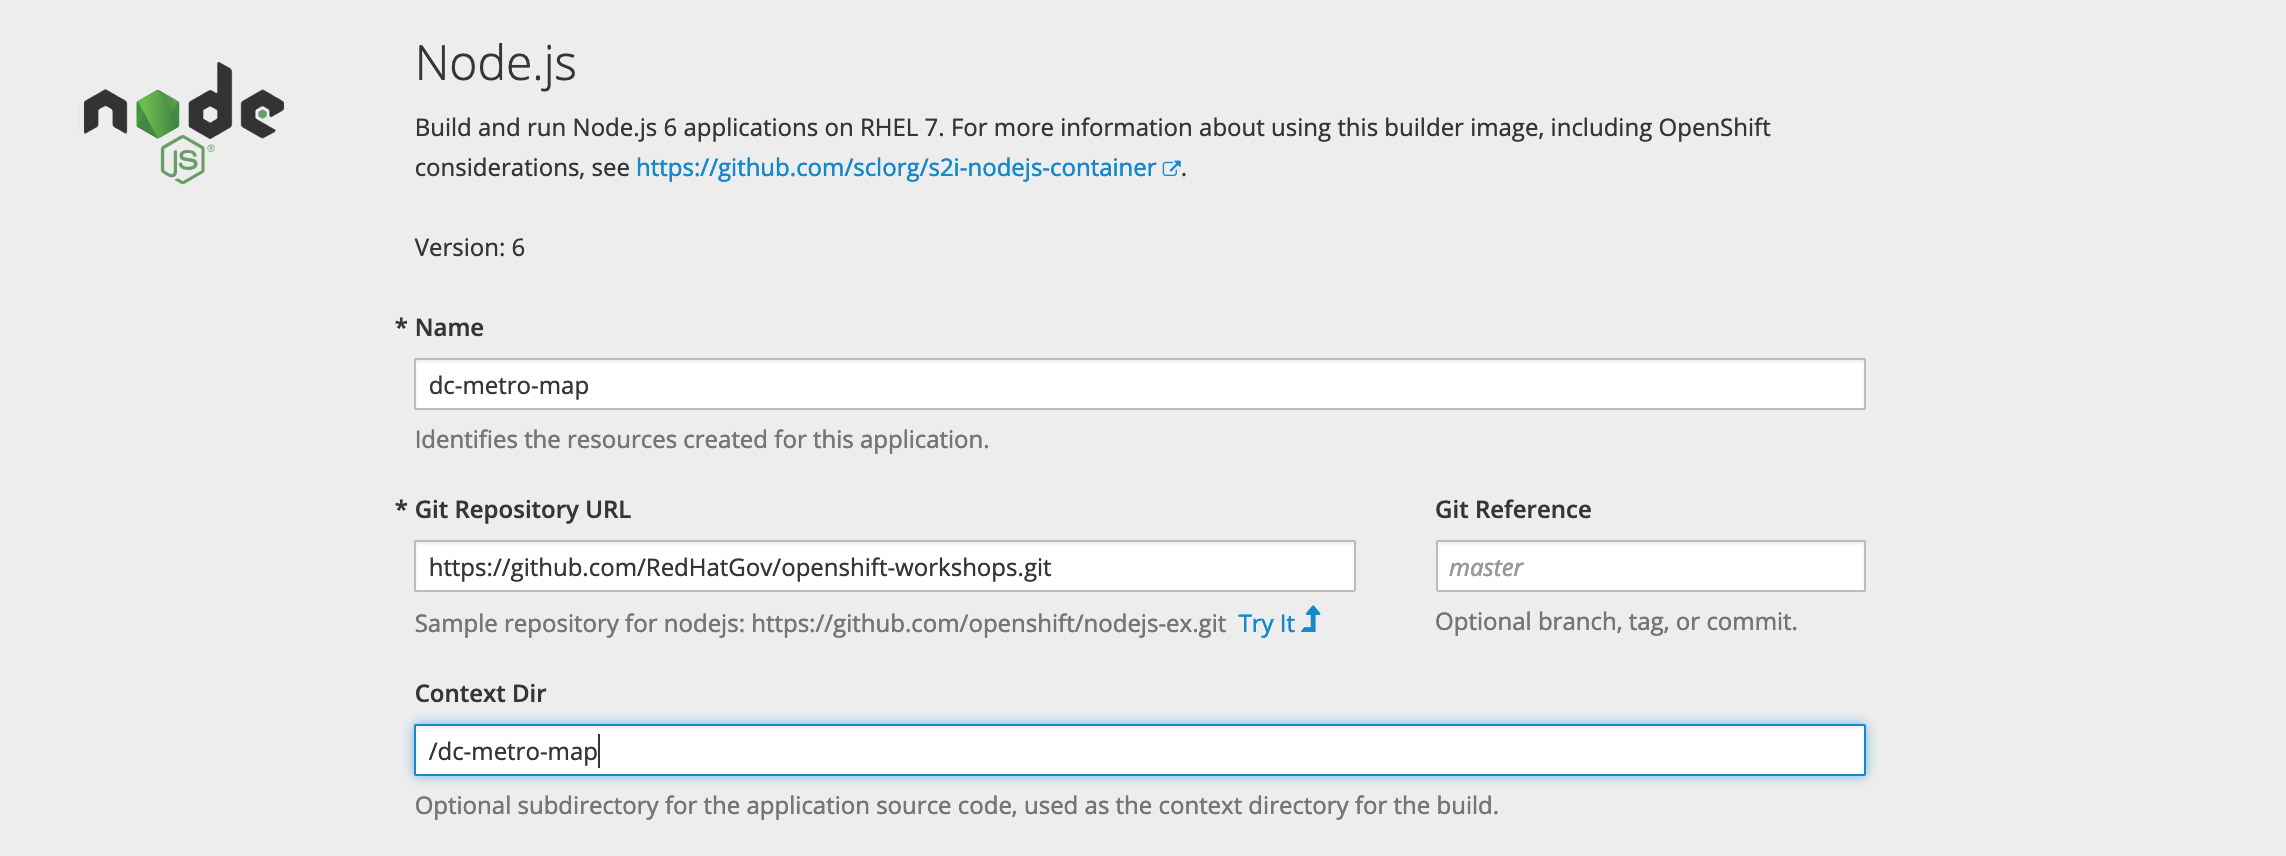 node
JS®
Node.js
Build and run Node.js 6 applications on RHEL 7. For more information about using this builder image, including OpenShift
considerations, see https://github.com/sclorg/s2i-nodejs-container.
Version: 6
* Name
dc-metro-map
Identifies the resources created for this application.
* Git Repository URL
Git Reference
https://github.com/RedHatGov/openshift-workshops.git
master
Sample repository for nodejs: https://github.com/openshift/nodejs-ex.git Try It
Optional branch, tag, or commit.
Context Dir
/dc-metro-map
Optional subdirectory for the application source code, used as the context directory for the build.